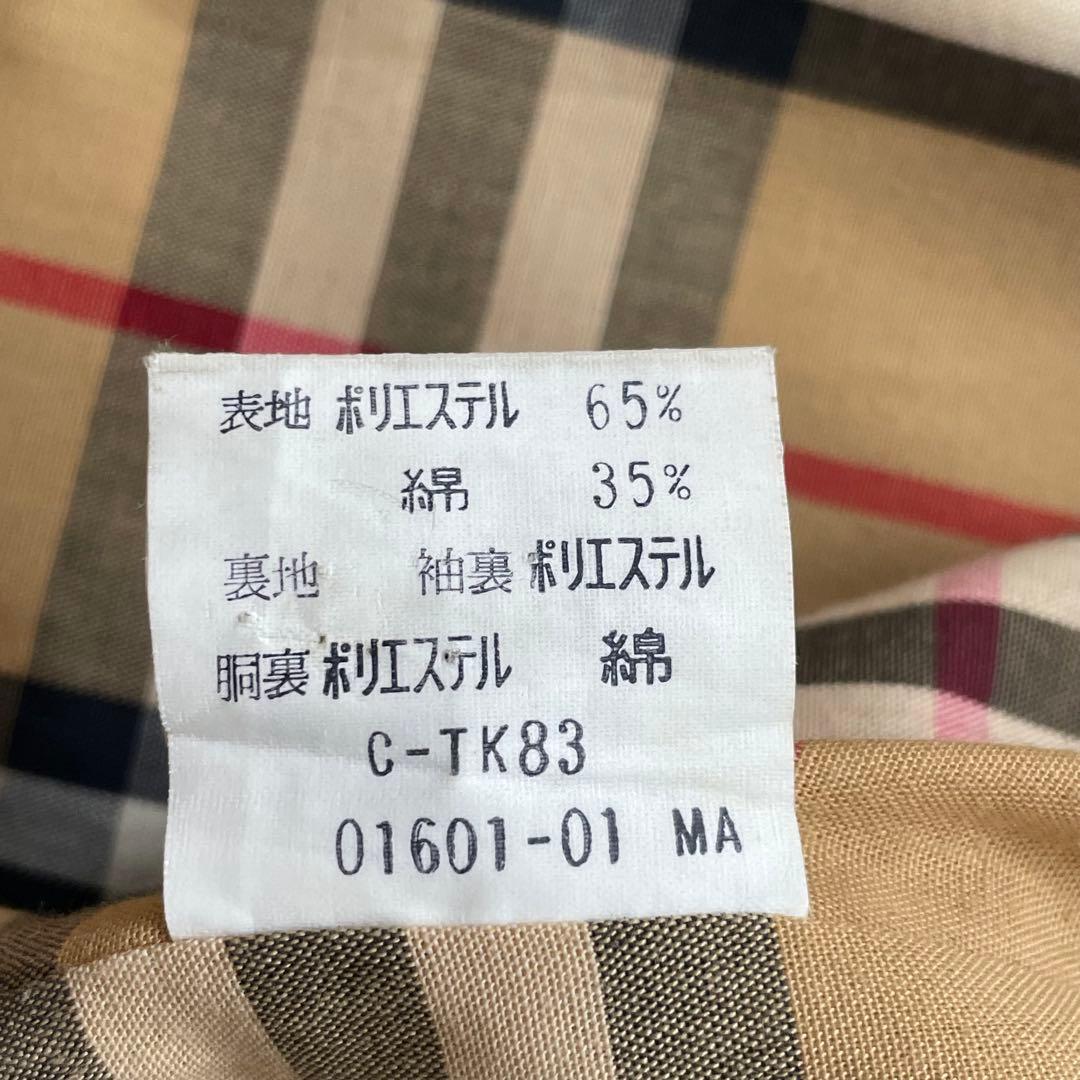 表地 ポリエステル 65%
綿 35%
裏地 袖裏 ポリエステル
胴裏 ポリエステル 綿
C-TK83
01601-01 MA